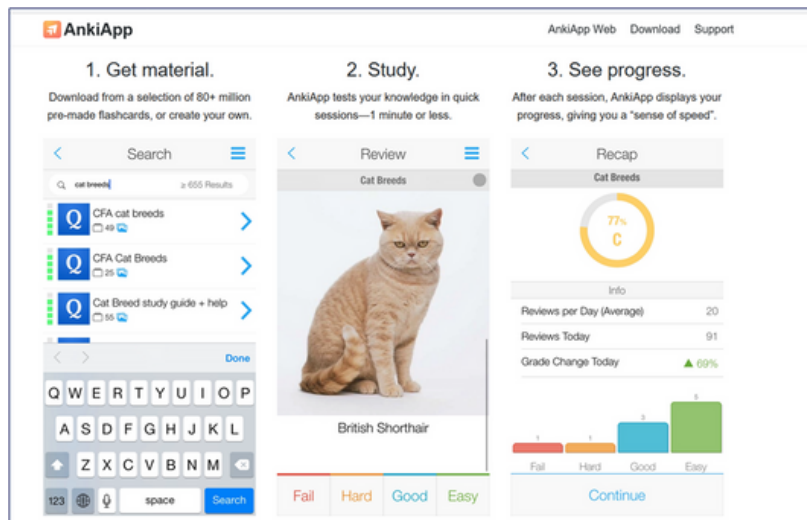 AnkiApp
AnkiApp Web Download Support
1. Get material.
Download from a selection of 80+ million
pre-made flashcards, or create your own.
Search
cat breeds ≥ 655 Results
CFA cat breeds
49
CFA Cat Breeds
25
Cat Breed study guide + help
55
Done
Q W E R T Y U I O P
A S D F G H J K L
Z X C V B N M
123 space Search
2. Study.
AnkiApp tests your knowledge in quick
sessions—1 minute or less.
Review
Cat Breeds
British Shorthair
Fail Hard Good Easy
3. See progress.
After each session, AnkiApp displays your
progress, giving you a “sense of speed”.
Recap
Cat Breeds
77%
C
Info
Reviews per Day (Average) 20
Reviews Today 91
Grade Change Today ▲ 69%
1 1 3 5
Fail Hard Good Easy
Continue